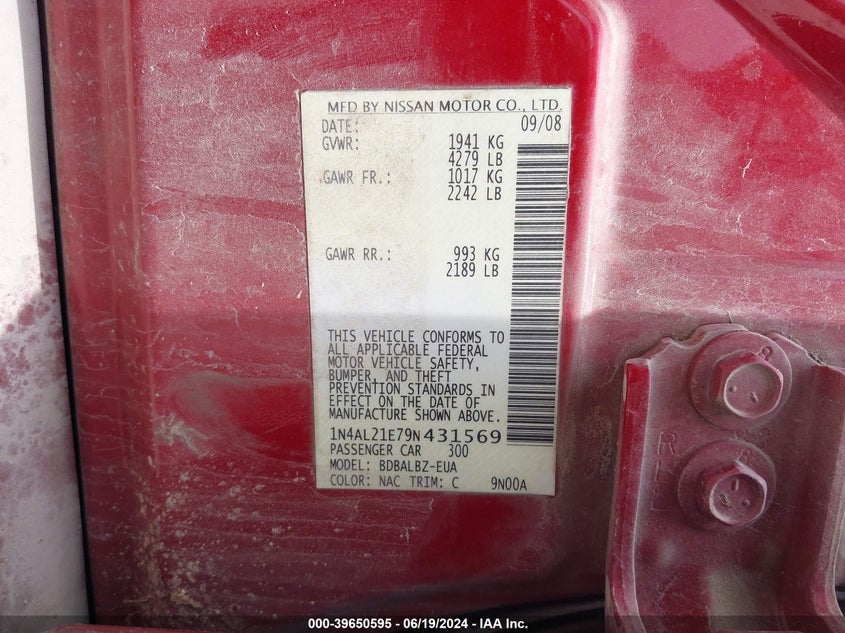 MFD BY NISSAN MOTOR CO., LTD.
DATE: 09/08
GVWR: 1941 KG
4279 LB
GAWR FR.: 1017 KG
2242 LB
GAWR RR.: 993 KG
2189 LB
THIS VEHICLE CONFORMS TO
ALL APPLICABLE FEDERAL
MOTOR VEHICLE SAFETY,
BUMPER, AND THEFT
PREVENTION STANDARDS IN
EFFECT ON THE DATE OF
MANUFACTURE SHOWN ABOVE.
1N4AL21E79N431569
PASSENGER CAR 300
MODEL: BDBALBZ-EUA
COLOR: NAC TRIM: C 9N00A
000-39650595 - 06/19/2024 - IAA Inc.